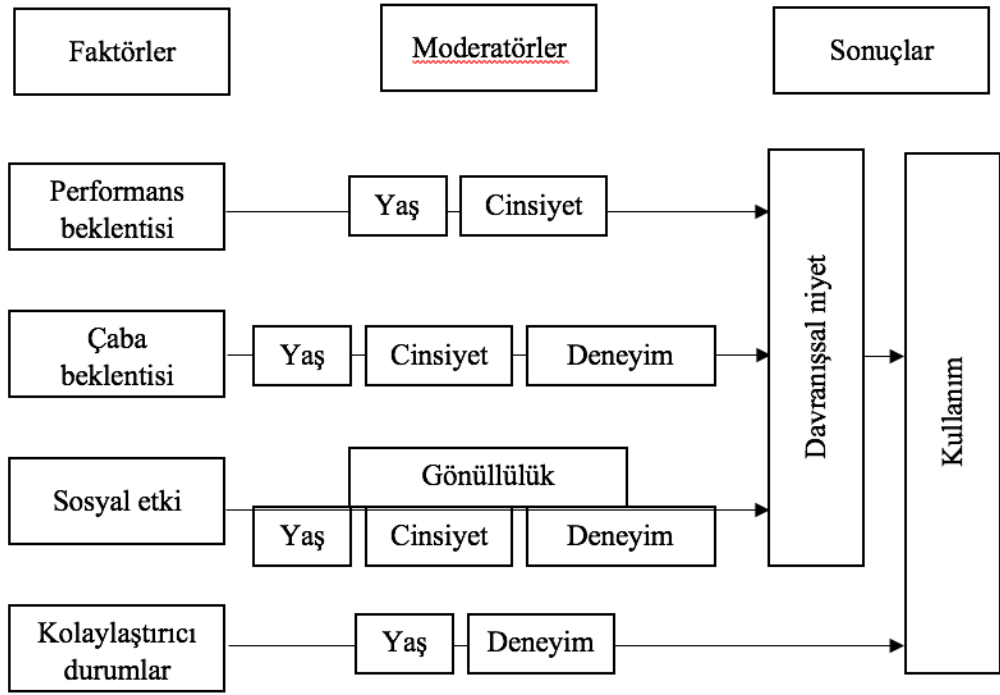 Faktörler
Moderatörler
Sonuçlar
Performans
beklentisi
Yaş
Cinsiyet
Çaba
beklentisi
Yaş
Cinsiyet
Deneyim
Sosyal etki
Gönüllülük
Yaş
Cinsiyet
Deneyim
Kolaylaştırıcı
durumlar
Yaş
Deneyim
Davranışsal niyet
Kullanım